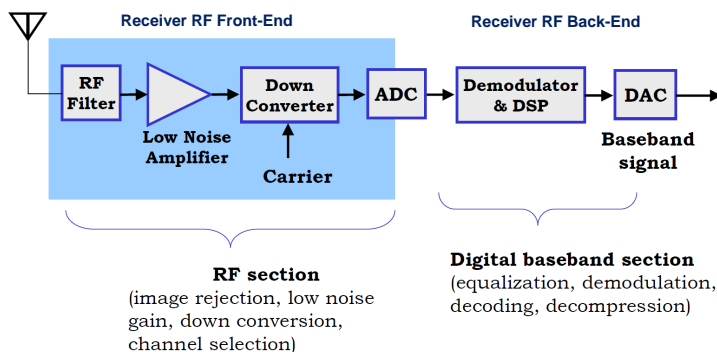 Receiver RF Front-End
Receiver RF Back-End
RF
Filter
Low Noise
Amplifier
Down
Converter
Carrier
ADC
Demodulator
& DSP
DAC
Baseband
signal
RF section
(image rejection, low noise
gain, down conversion,
channel selection)
Digital baseband section
(equalization, demodulation,
decoding, decompression)